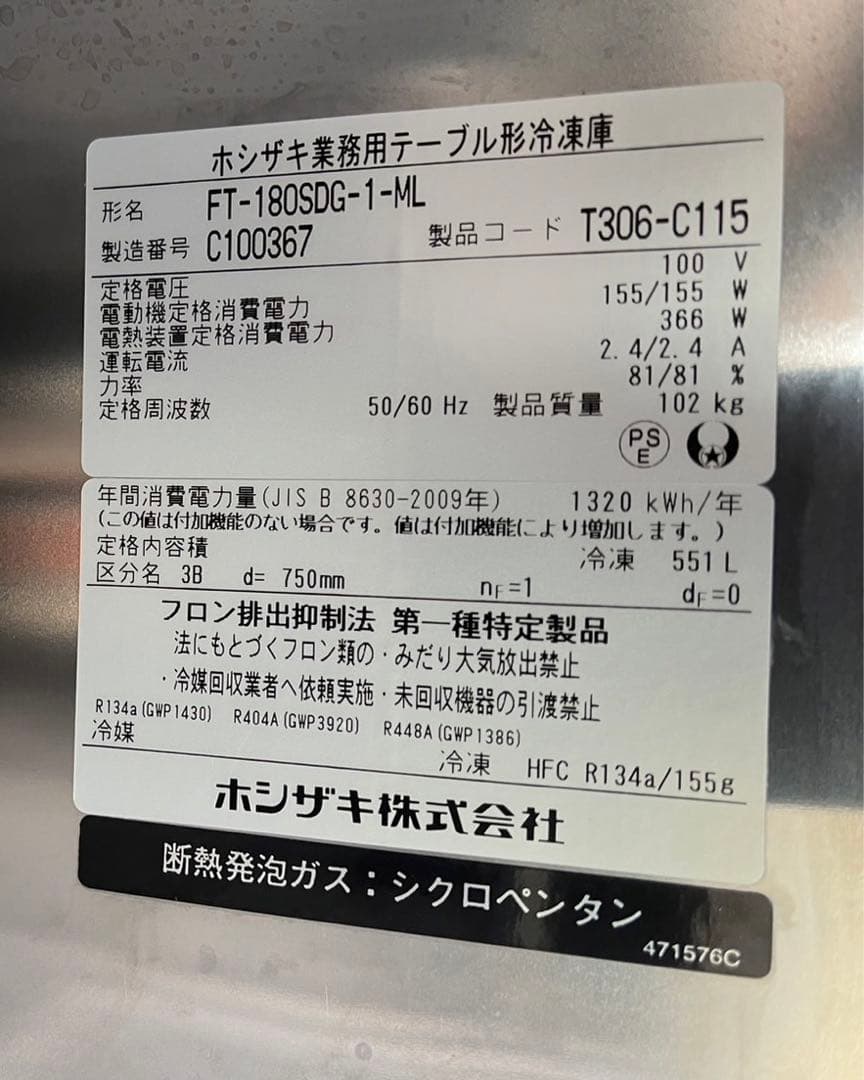 ホシザキ業務用テーブル形冷凍庫
形名 FT-180SDG-1-ML
製造番号 C100367 製品コード T306-C115
定格電圧 100 V
電動機定格消費電力 155/155 W
電熱装置定格消費電力 366 W
運転電流 2.4/2.4 A
力率 81/81 %
定格周波数 50/60 Hz 製品質量 102 kg
PSE
年間消費電力量(JIS B 8630-2009年) 1320 kWh/年
(この値は付加機能のない場合です。値は付加機能により増加します。)
定格内容積 冷凍 551 L
区分名 3B d= 750mm nF=1 dF=0
フロン排出抑制法 第一種特定製品
法にもとづくフロン類の・みだり大気放出禁止
・冷媒回収業者へ依頼実施・未回収機器の引渡禁止
R134a(GWP1430) R404A(GWP3920) R448A(GWP1386)
冷媒 冷凍 HFC R134a/155g
ホシザキ株式会社
断熱発泡ガス：シクロペンタン
471576C